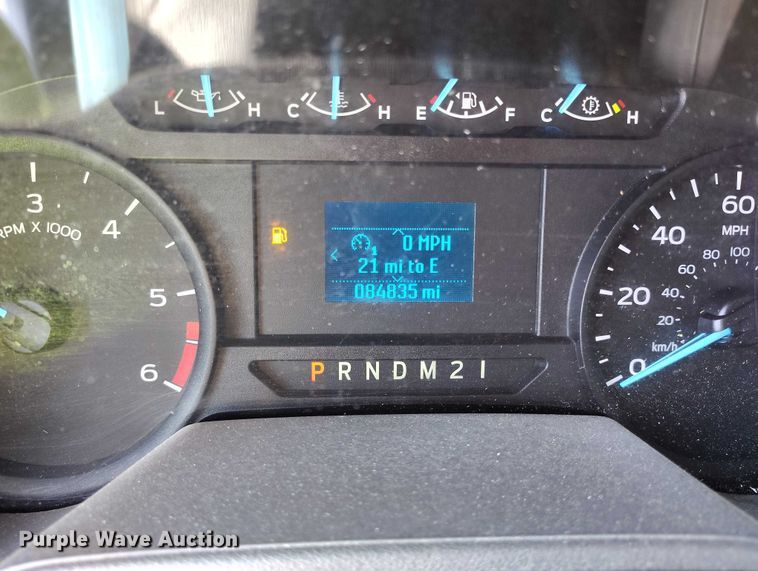 L H C H E F C H
3
4
5
6
RPM X 1000
1 0 MPH
21 mi to E
084835 mi
P R N D M 2 1
60
MPH
40
80 100
60
20
40
20
km/h
0
Purple Wave Auction